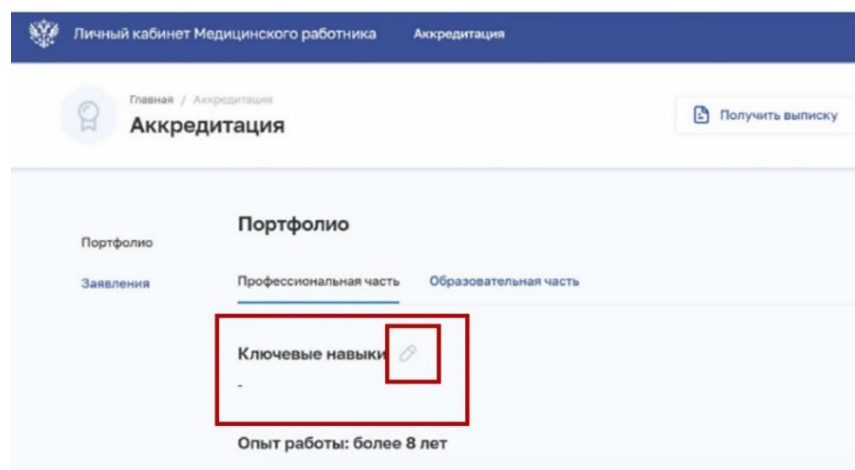 Личный кабинет Медицинского работника Аккредитация
Главная / Аккредитация
Аккредитация
Получить выписку
Портфолио
Портфолио
Заявления
Профессиональная часть Образовательная часть
Ключевые навыки
-
Опыт работы: более 8 лет